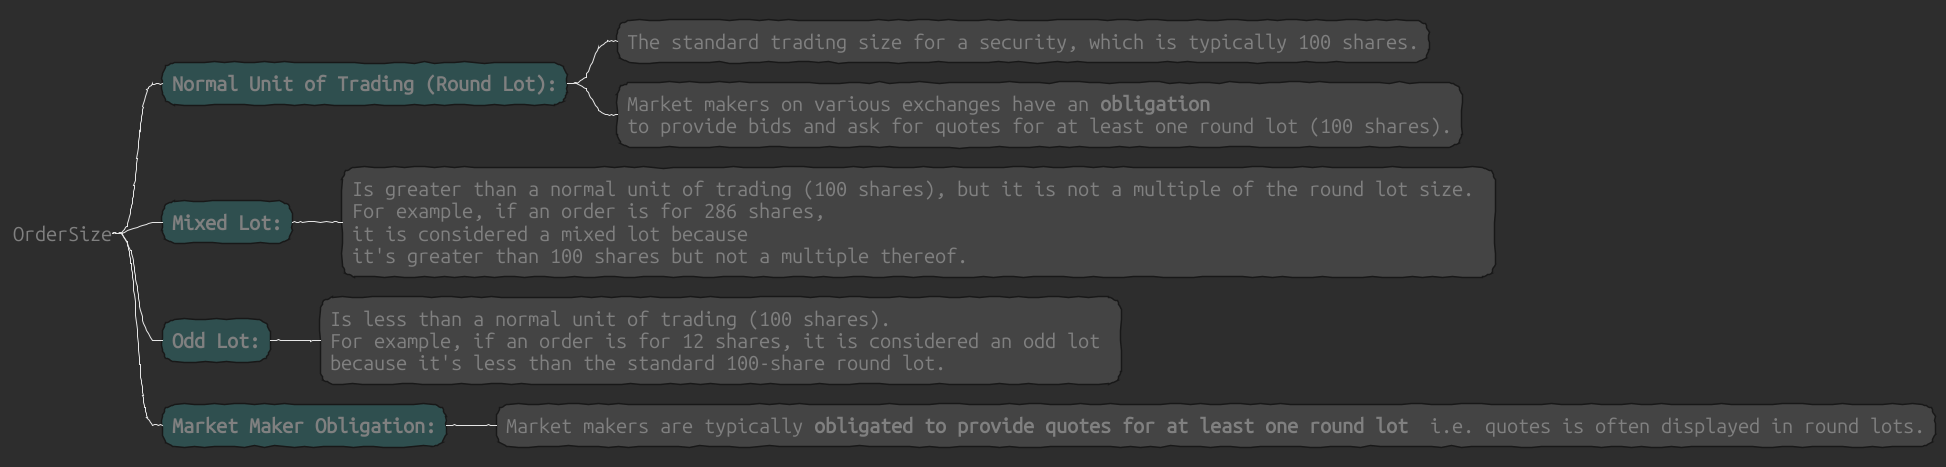 OrderSize
Normal Unit of Trading (Round Lot):
The standard trading size for a security, which is typically 100 shares.
Market makers on various exchanges have an obligation
to provide bids and ask for quotes for at least one round lot (100 shares).
Mixed Lot:
Is greater than a normal unit of trading (100 shares), but it is not a multiple of the round lot size.
For example, if an order is for 286 shares,
it is considered a mixed lot because
it's greater than 100 shares but not a multiple thereof.
Odd Lot:
Is less than a normal unit of trading (100 shares).
For example, if an order is for 12 shares, it is considered an odd lot
because it's less than the standard 100-share round lot.
Market Maker Obligation:
Market makers are typically obligated to provide quotes for at least one round lot  i.e. quotes is often displayed in round lots.